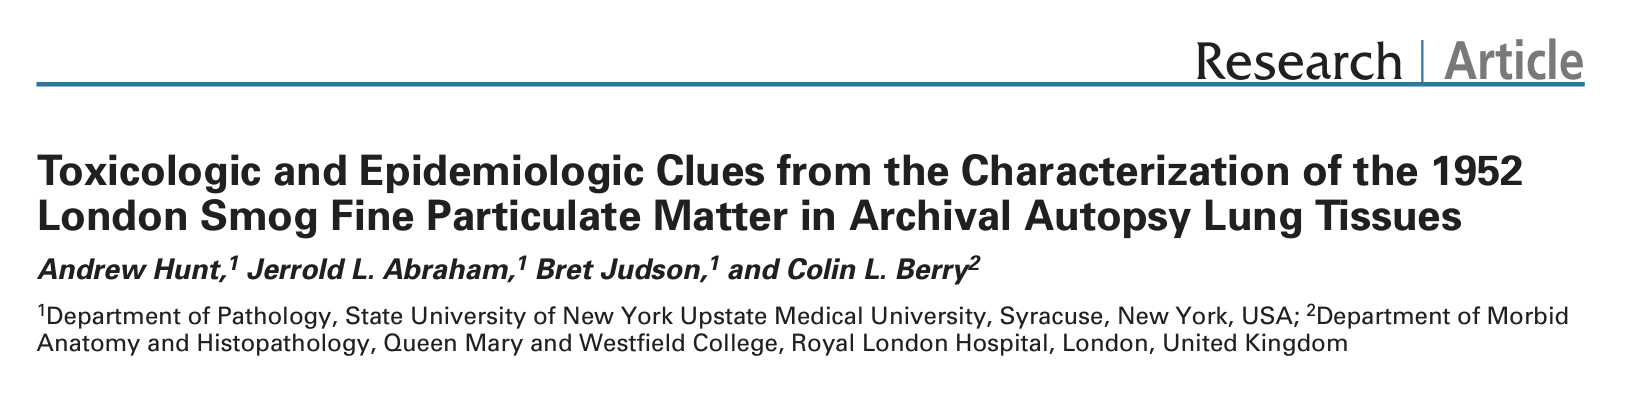 Research | Article
Toxicologic and Epidemiologic Clues from the Characterization of the 1952
London Smog Fine Particulate Matter in Archival Autopsy Lung Tissues
Andrew Hunt,¹ Jerrold L. Abraham,¹ Bret Judson,¹ and Colin L. Berry²
¹Department of Pathology, State University of New York Upstate Medical University, Syracuse, New York, USA; ²Department of Morbid
Anatomy and Histopathology, Queen Mary and Westfield College, Royal London Hospital, London, United Kingdom